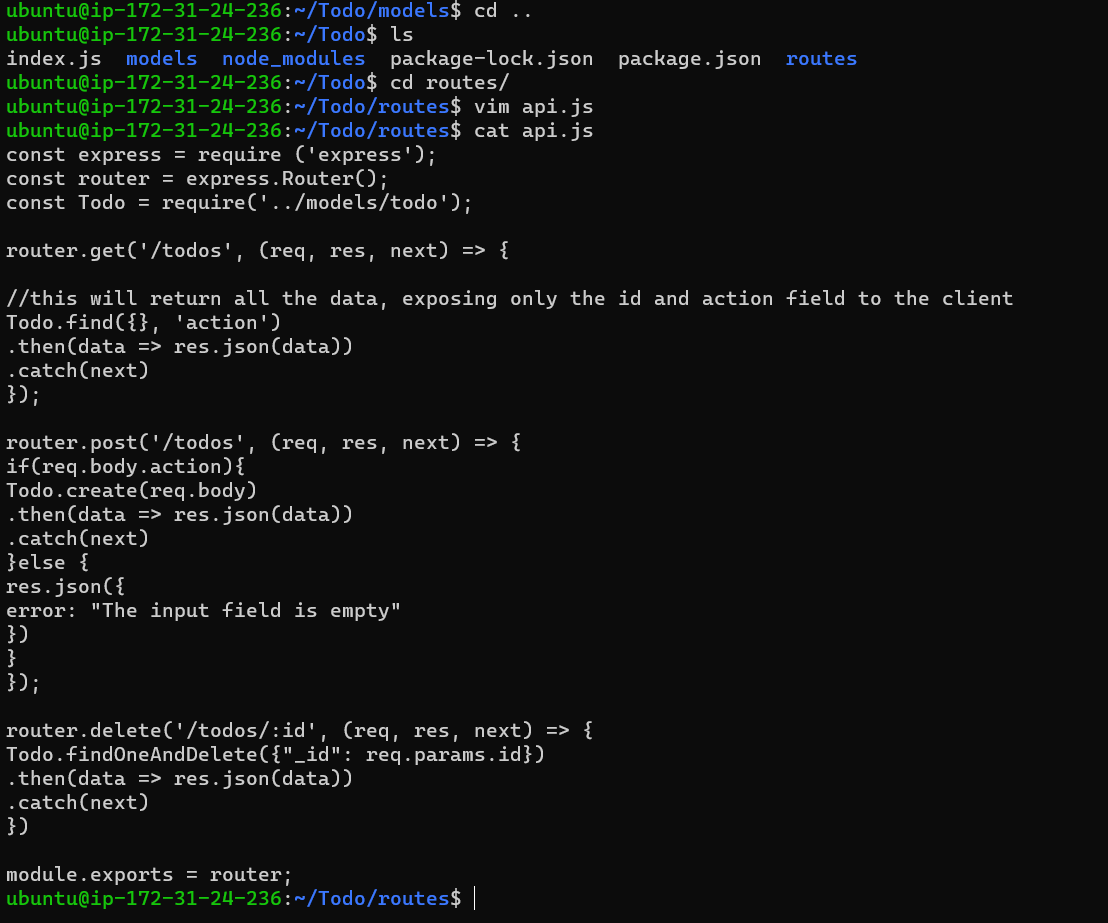 ubuntu@ip-172-31-24-236:~/Todo/models$ cd ..
ubuntu@ip-172-31-24-236:~/Todo$ ls
index.js  models  node_modules  package-lock.json  package.json  routes
ubuntu@ip-172-31-24-236:~/Todo$ cd routes/
ubuntu@ip-172-31-24-236:~/Todo/routes$ vim api.js
ubuntu@ip-172-31-24-236:~/Todo/routes$ cat api.js
const express = require ('express');
const router = express.Router();
const Todo = require('../models/todo');

router.get('/todos', (req, res, next) => {

//this will return all the data, exposing only the id and action field to the client
Todo.find({}, 'action')
.then(data => res.json(data))
.catch(next)
});

router.post('/todos', (req, res, next) => {
if(req.body.action){
Todo.create(req.body)
.then(data => res.json(data))
.catch(next)
}else {
res.json({
error: "The input field is empty"
})
}
});

router.delete('/todos/:id', (req, res, next) => {
Todo.findOneAndDelete({"_id": req.params.id})
.then(data => res.json(data))
.catch(next)
})

module.exports = router;
ubuntu@ip-172-31-24-236:~/Todo/routes$